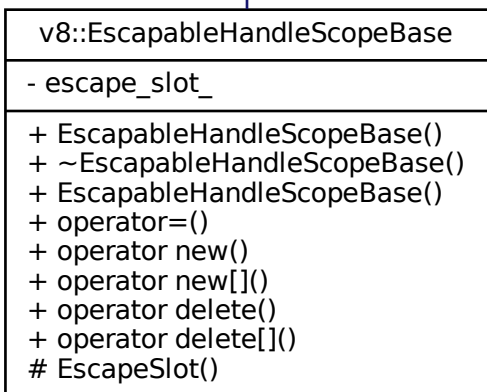 v8::EscapableHandleScopeBase
- escape_slot_
+ EscapableHandleScopeBase()
+ ~EscapableHandleScopeBase()
+ EscapableHandleScopeBase()
+ operator=()
+ operator new()
+ operator new[]()
+ operator delete()
+ operator delete[]()
# EscapeSlot()